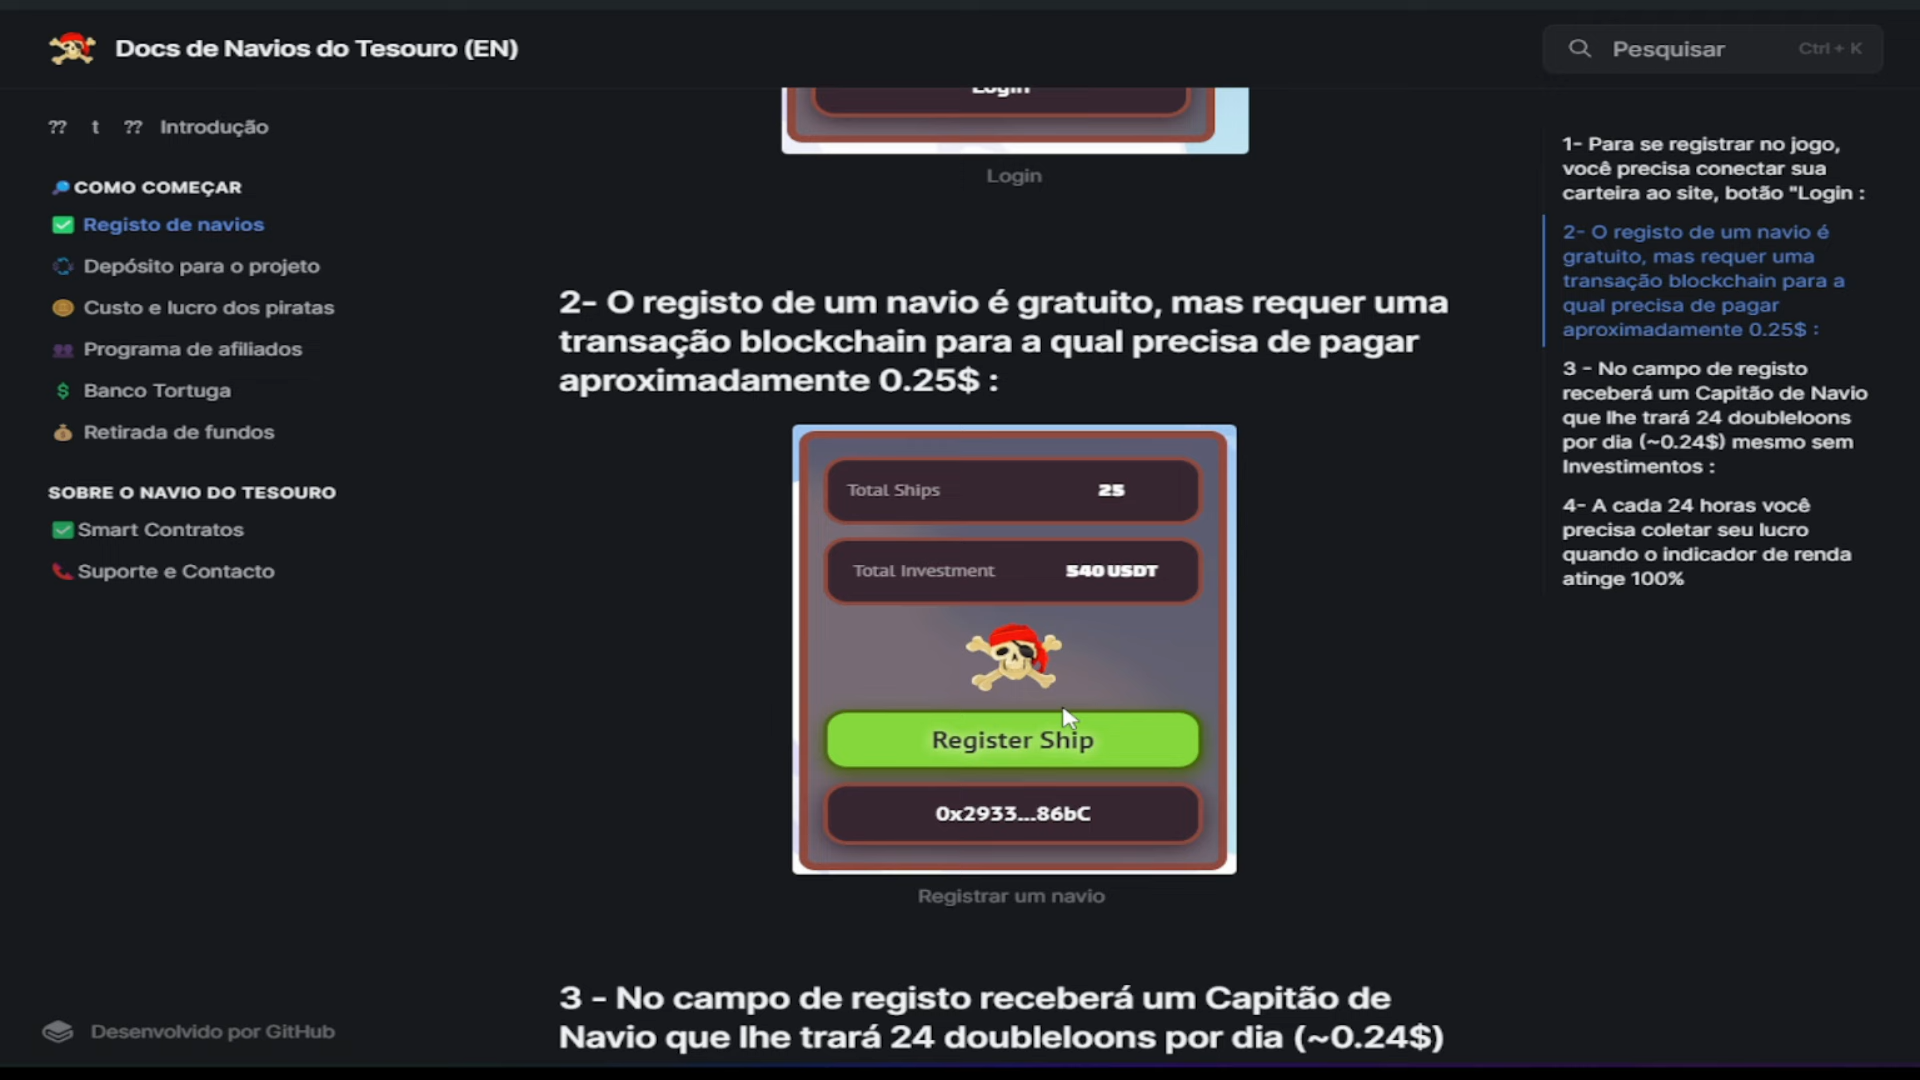 Docs de Navios do Tesouro (EN)
Pesquisar
Ctrl + K
?? t ?? Introdução
COMO COMEÇAR
Registo de navios
Depósito para o projeto
Custo e lucro dos piratas
Programa de afiliados
Banco Tortuga
Retirada de fundos
SOBRE O NAVIO DO TESOURO
Smart Contratos
Suporte e Contacto
Desenvolvido por GitHub
Login
Login
2- O registo de um navio é gratuito, mas requer uma
transação blockchain para a qual precisa de pagar
aproximadamente 0.25$ :
Total Ships 25
Total Investment 540 USDT
Register Ship
0x2933...86bC
Registrar um navio
3 - No campo de registo receberá um Capitão de
Navio que lhe trará 24 doubleloons por dia (~0.24$)
1- Para se registrar no jogo,
você precisa conectar sua
carteira ao site, botão "Login :
2- O registo de um navio é
gratuito, mas requer uma
transação blockchain para a
qual precisa de pagar
aproximadamente 0.25$ :
3 - No campo de registo
receberá um Capitão de Navio
que lhe trará 24 doubleloons
por dia (~0.24$) mesmo sem
Investimentos :
4- A cada 24 horas você
precisa coletar seu lucro
quando o indicador de renda
atinge 100%